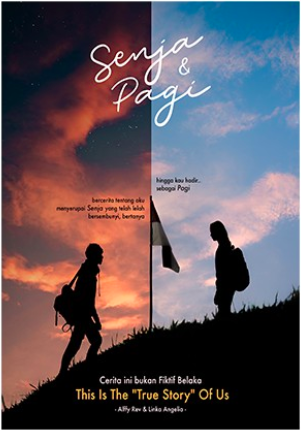 Senja
&
Pagi
hingga kau hadir..
sebagai Pagi
bercerita tentang aku
menyerupai Senja yang telah lelah
bersembunyi, bertanya
Cerita ini bukan Fiktif Belaka
This Is The "True Story" Of Us
- Alffy Rev & Linka Angelia -